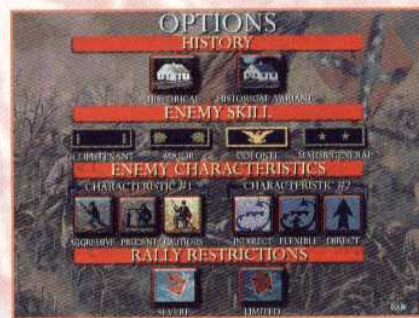 OPTIONS
HISTORY
HISTORICAL HISTORICAL VARIANT
ENEMY SKILL
LIEUTENANT MAJOR COLONEL MAJOR GENERAL
ENEMY CHARACTERISTICS
CHARACTERISTIC #1 CHARACTERISTIC #2
AGGRESSIVE PRUDENT CAUTIOUS INDIRECT FLEXIBLE DIRECT
RALLY RESTRICTIONS
SEVERE LIMITED